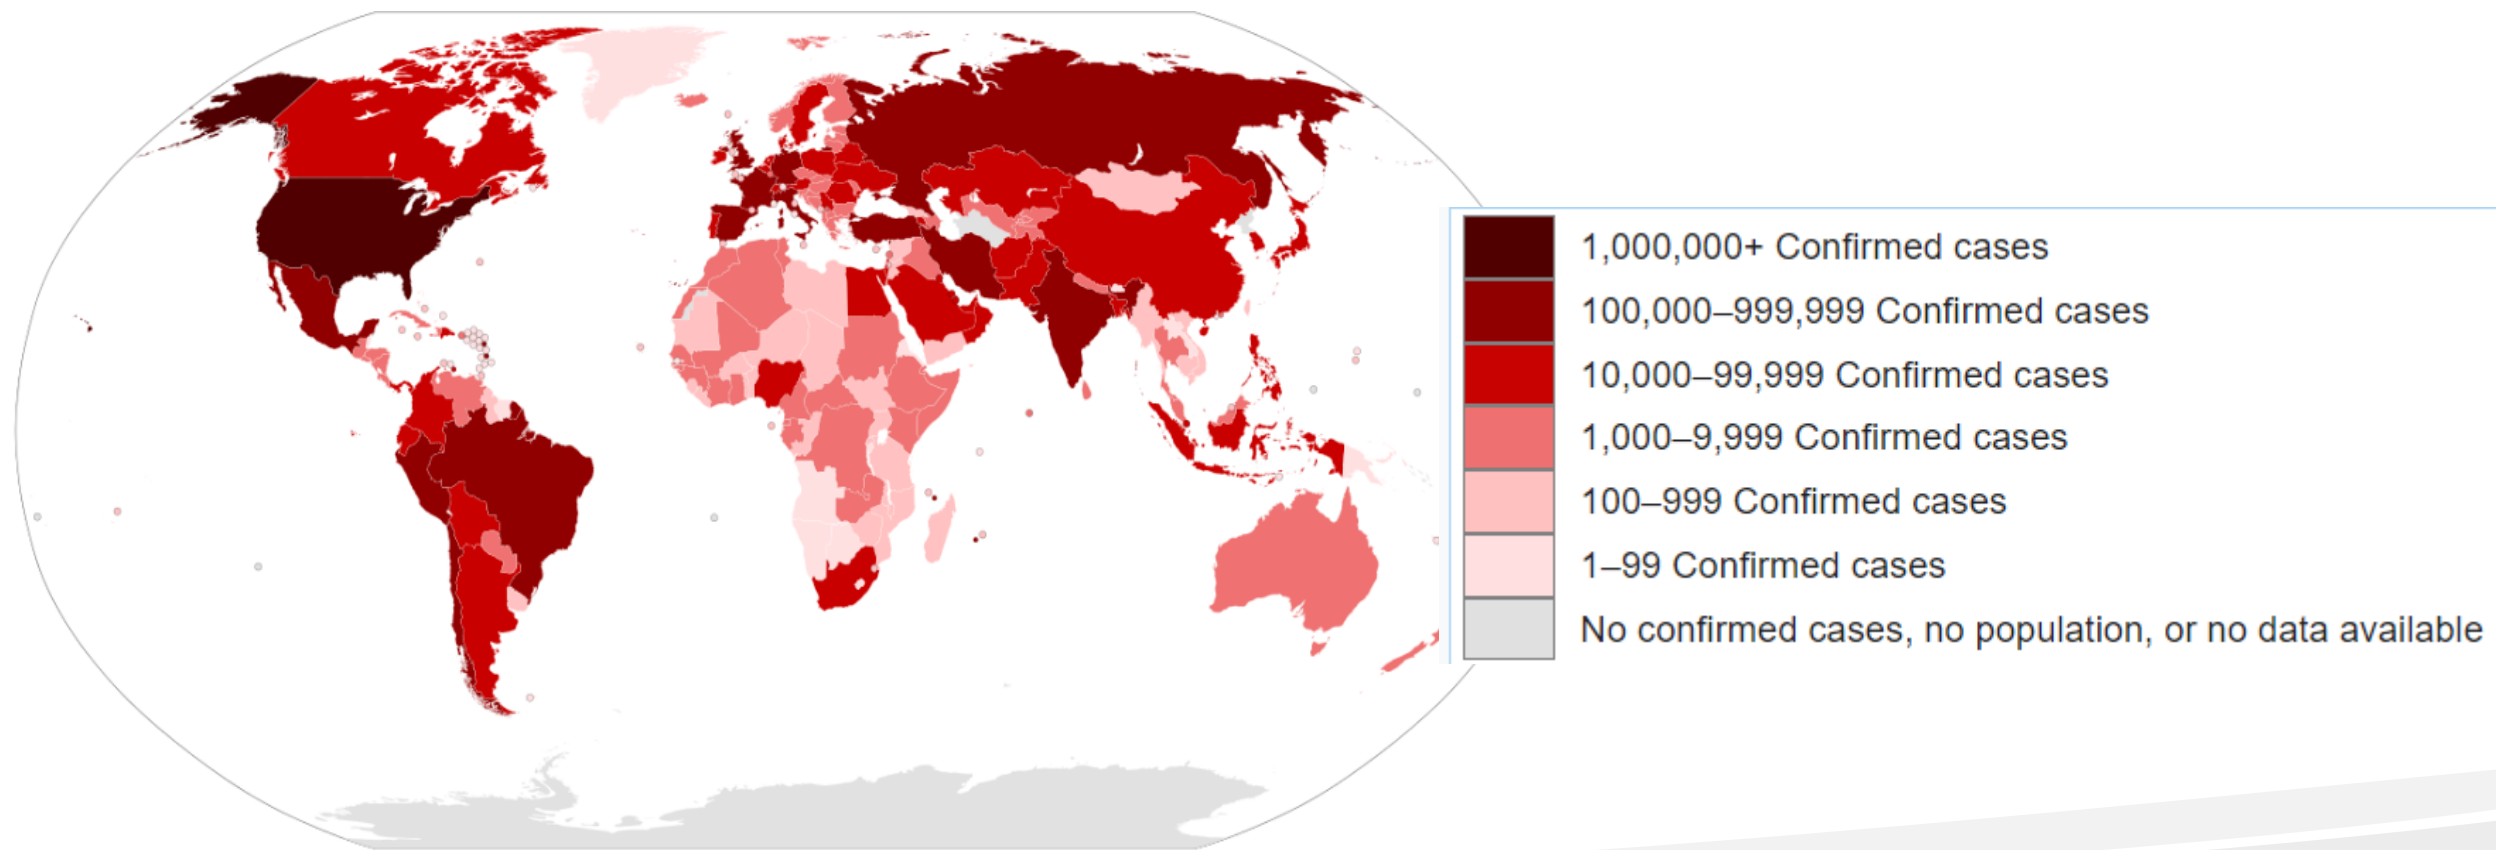 1,000,000+ Confirmed cases
100,000–999,999 Confirmed cases
10,000–99,999 Confirmed cases
1,000–9,999 Confirmed cases
100–999 Confirmed cases
1–99 Confirmed cases
No confirmed cases, no population, or no data available